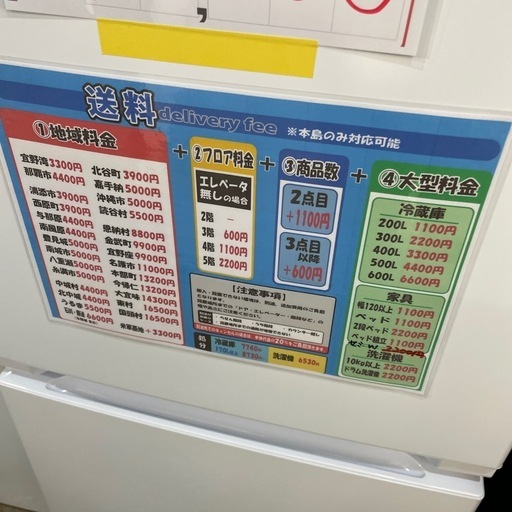 送料 delivery fee ※本島のみ対応可能
①地域料金
宜野湾3300円
那覇市4400円
浦添市3900円
西原町3900円
与那原4400円
南風原4400円
豊見城5000円
南城市5000円
八重瀬5000円
糸満市5000円
中城村4400円
北中城4400円
うるま5500円
6600円
北谷町3900円
嘉手納5000円
沖縄市5000円
読谷村5500円
恩納村8800円
金武町9900円
宜野座9900円
名護市11000円
本部町13200円
今帰仁13200円
大宜味14300円
国頭村16500円
米軍基地+3300円
+
②フロア料金
エレベータ
無しの場合
2階 −
3階 600円
4階 1100円
5階 2200円
+
③商品数
2点目
+1100円
3点目
以降
+600円
+
④大型料金
冷蔵庫
200L 1100円
300L 2200円
400L 3300円
500L 4400円
600L 6600円
家具
幅120以上 1100円
ベッド 1100円
2段ベッド 2200円
ベッド組立 1100円
洗濯機
10kg以上 2200円
ドラム洗濯機 2200円
【注意事項】
処分
冷蔵庫
洗濯機 6530円